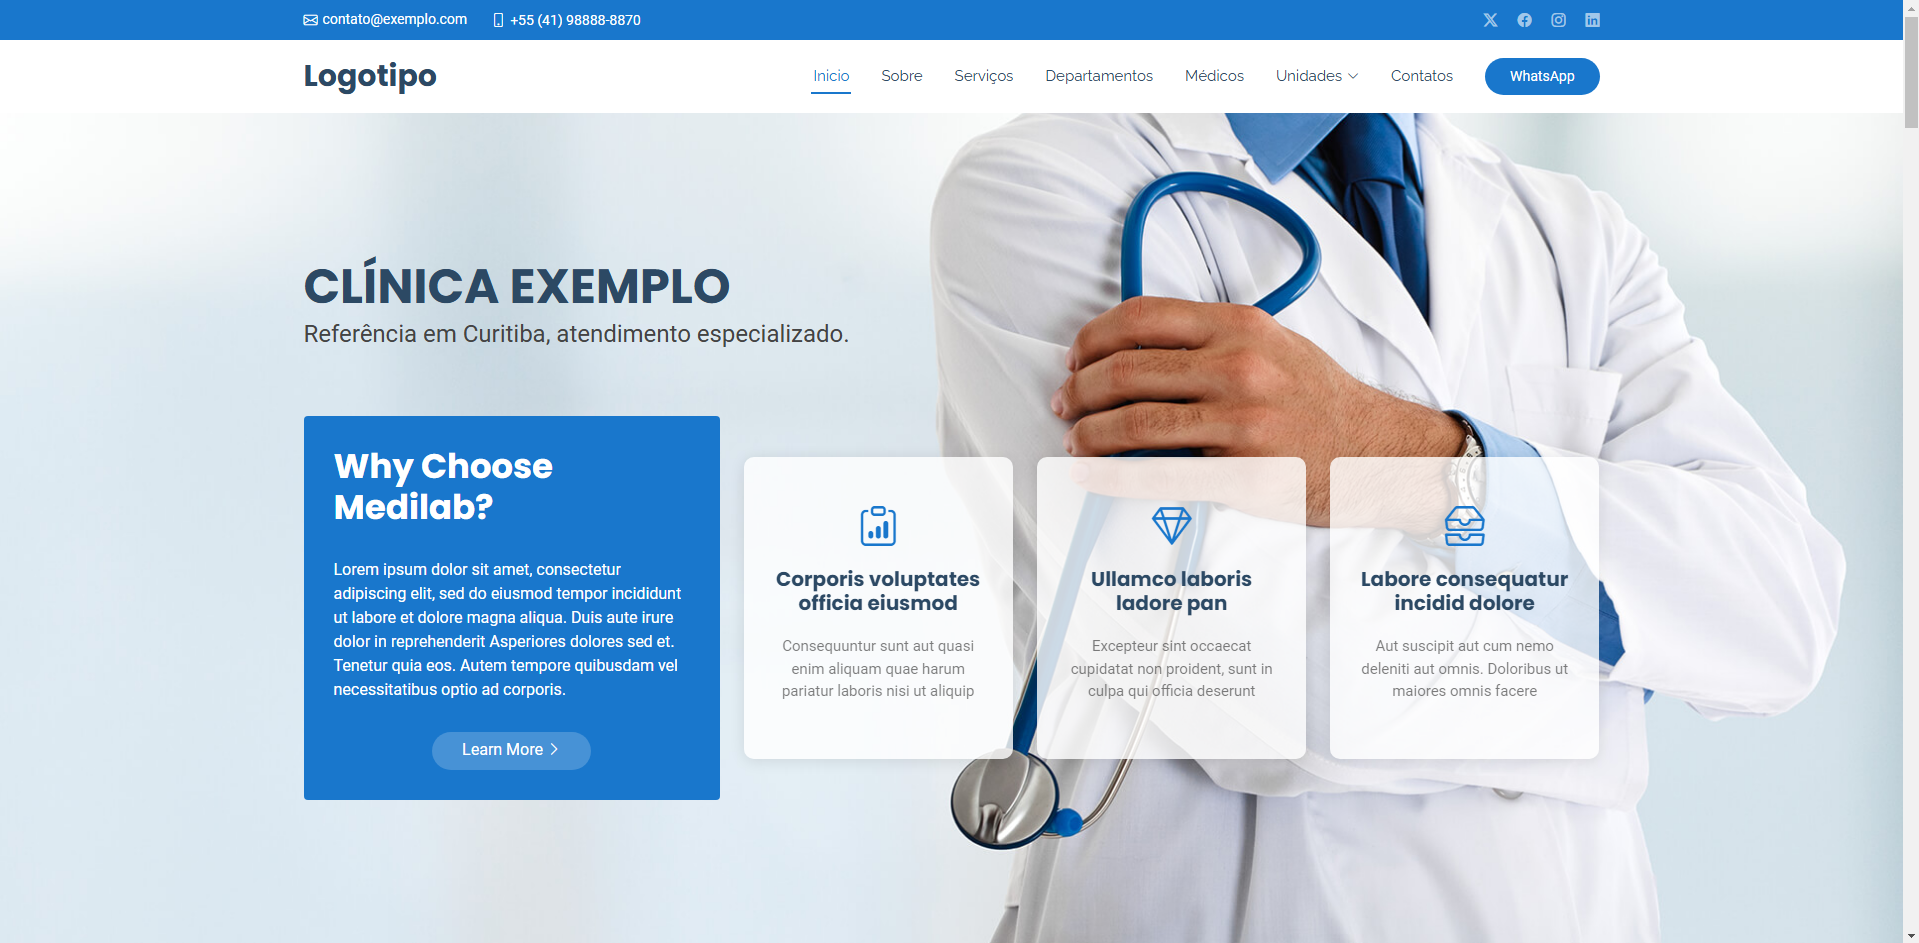 contato@exemplo.com +55 (41) 98888-8870
Logotipo
Inicio Sobre Serviços Departamentos Médicos Unidades Contatos WhatsApp
CLÍNICA EXEMPLO
Referência em Curitiba, atendimento especializado.
Why Choose
Medilab?
Lorem ipsum dolor sit amet, consectetur
adipiscing elit, sed do eiusmod tempor incididunt
ut labore et dolore magna aliqua. Duis aute irure
dolor in reprehenderit Asperiores dolores sed et.
Tenetur quia eos. Autem tempore quibusdam vel
necessitatibus optio ad corporis.
Learn More
Corporis voluptates
officia eiusmod
Consequuntur sunt aut quasi
enim aliquam quae harum
pariatur laboris nisi ut aliquip
Ullamco laboris
ladore pan
Excepteur sint occaecat
cupidatat non proident, sunt in
culpa qui officia deserunt
Labore consequatur
incidid dolore
Aut suscipit aut cum nemo
deleniti aut omnis. Doloribus ut
maiores omnis facere